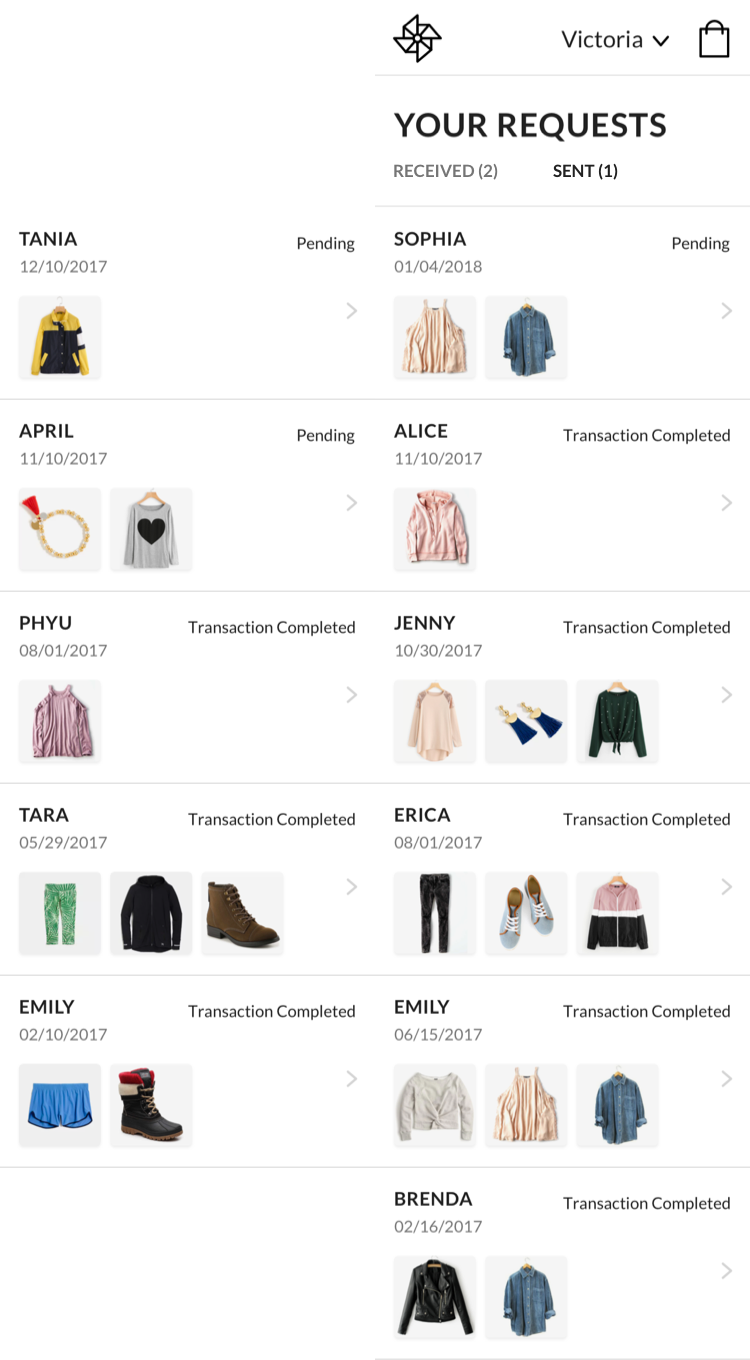 Victoria
YOUR REQUESTS
RECEIVED (2) SENT (1)
TANIA
Pending
12/10/2017
APRIL
Pending
11/10/2017
PHYU
Transaction Completed
08/01/2017
TARA
Transaction Completed
05/29/2017
EMILY
Transaction Completed
02/10/2017
SOPHIA
Pending
01/04/2018
ALICE
Transaction Completed
11/10/2017
JENNY
Transaction Completed
10/30/2017
ERICA
Transaction Completed
08/01/2017
EMILY
Transaction Completed
06/15/2017
BRENDA
Transaction Completed
02/16/2017